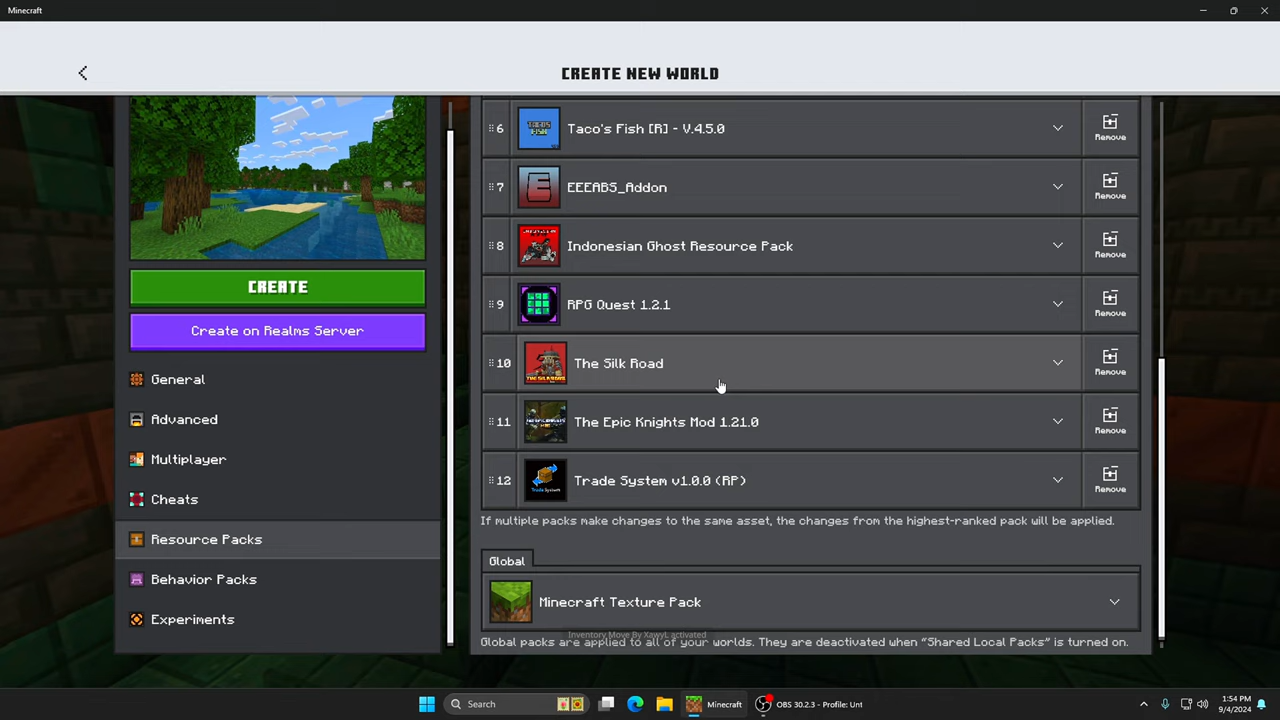 Minecraft
CREATE NEW WORLD
6 Taco's Fish [R] - V.4.5.0 Remove
7 EEEABS_Addon Remove
8 Indonesian Ghost Resource Pack Remove
CREATE
9 RPG Quest 1.2.1 Remove
Create on Realms Server
10 The Silk Road Remove
General
Advanced
11 The Epic Knights Mod 1.21.0 Remove
Multiplayer
12 Trade System v1.0.0 (RP) Remove
Cheats
If multiple packs make changes to the same asset, the changes from the highest-ranked pack will be applied.
Resource Packs
Global
Behavior Packs
Minecraft Texture Pack
Experiments
Inventory Move By XawyL activated
Global packs are applied to all of your worlds. They are deactivated when "Shared Local Packs" is turned on.
Search
Minecraft
OBS 30.2.3 - Profile: Unt
1:54 PM
9/4/2024